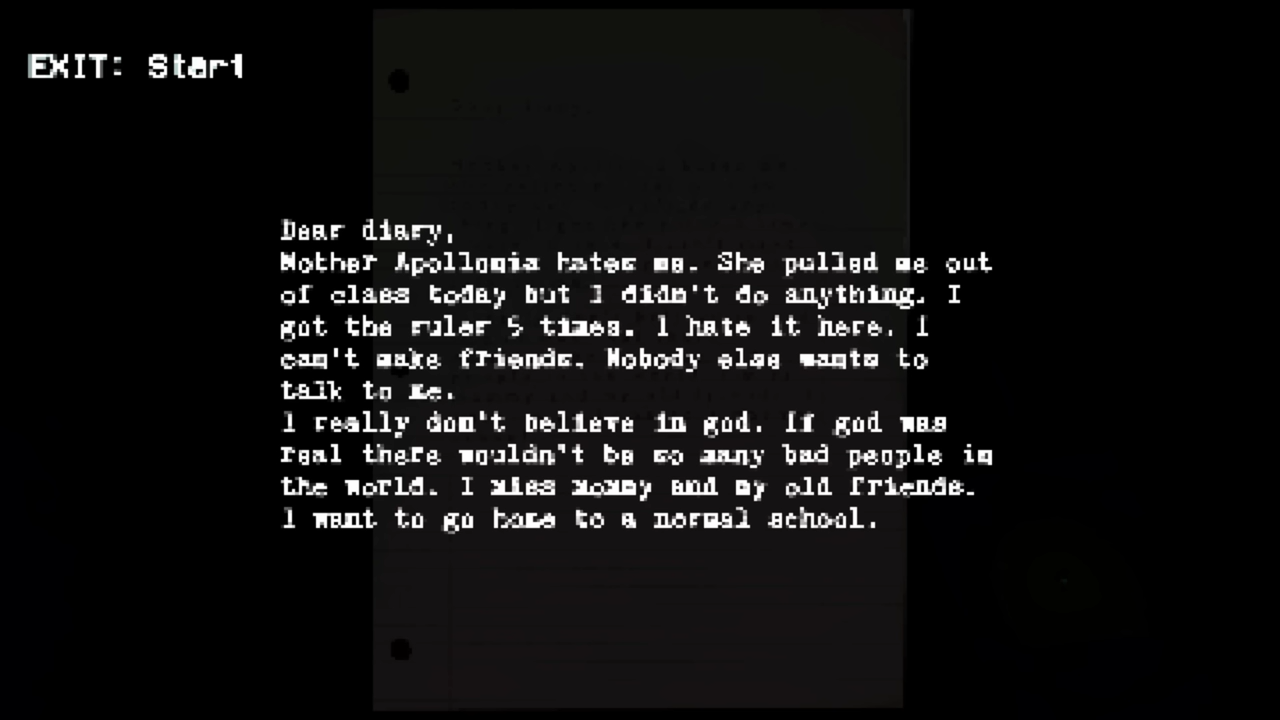 EXIT: Start
Dear diary,
Mother Apollonia hates me. She pulled me out
of class today but I didn't do anything. I
got the ruler 5 times. I hate it here. I
can't make friends. Nobody else wants to
talk to me.
I really don't believe in god. If god was
real there wouldn't be so many bad people in
the world. I miss mommy and my old friends.
I want to go home to a normal school.